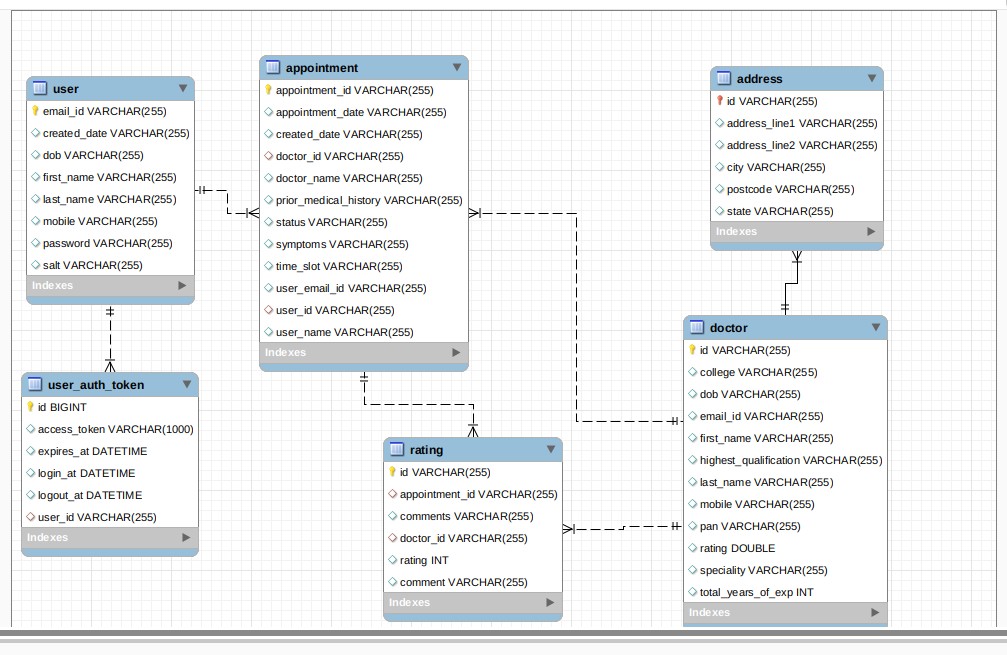 user
email_id VARCHAR(255)
created_date VARCHAR(255)
dob VARCHAR(255)
first_name VARCHAR(255)
last_name VARCHAR(255)
mobile VARCHAR(255)
password VARCHAR(255)
salt VARCHAR(255)
Indexes
appointment
appointment_id VARCHAR(255)
appointment_date VARCHAR(255)
created_date VARCHAR(255)
doctor_id VARCHAR(255)
doctor_name VARCHAR(255)
prior_medical_history VARCHAR(255)
status VARCHAR(255)
symptoms VARCHAR(255)
time_slot VARCHAR(255)
user_email_id VARCHAR(255)
user_id VARCHAR(255)
user_name VARCHAR(255)
Indexes
address
id VARCHAR(255)
address_line1 VARCHAR(255)
address_line2 VARCHAR(255)
city VARCHAR(255)
postcode VARCHAR(255)
state VARCHAR(255)
Indexes
user_auth_token
id BIGINT
access_token VARCHAR(1000)
expires_at DATETIME
login_at DATETIME
logout_at DATETIME
user_id VARCHAR(255)
Indexes
rating
id VARCHAR(255)
appointment_id VARCHAR(255)
comments VARCHAR(255)
doctor_id VARCHAR(255)
rating INT
comment VARCHAR(255)
Indexes
doctor
id VARCHAR(255)
college VARCHAR(255)
dob VARCHAR(255)
email_id VARCHAR(255)
first_name VARCHAR(255)
highest_qualification VARCHAR(255)
last_name VARCHAR(255)
mobile VARCHAR(255)
pan VARCHAR(255)
rating DOUBLE
speciality VARCHAR(255)
total_years_of_exp INT
Indexes